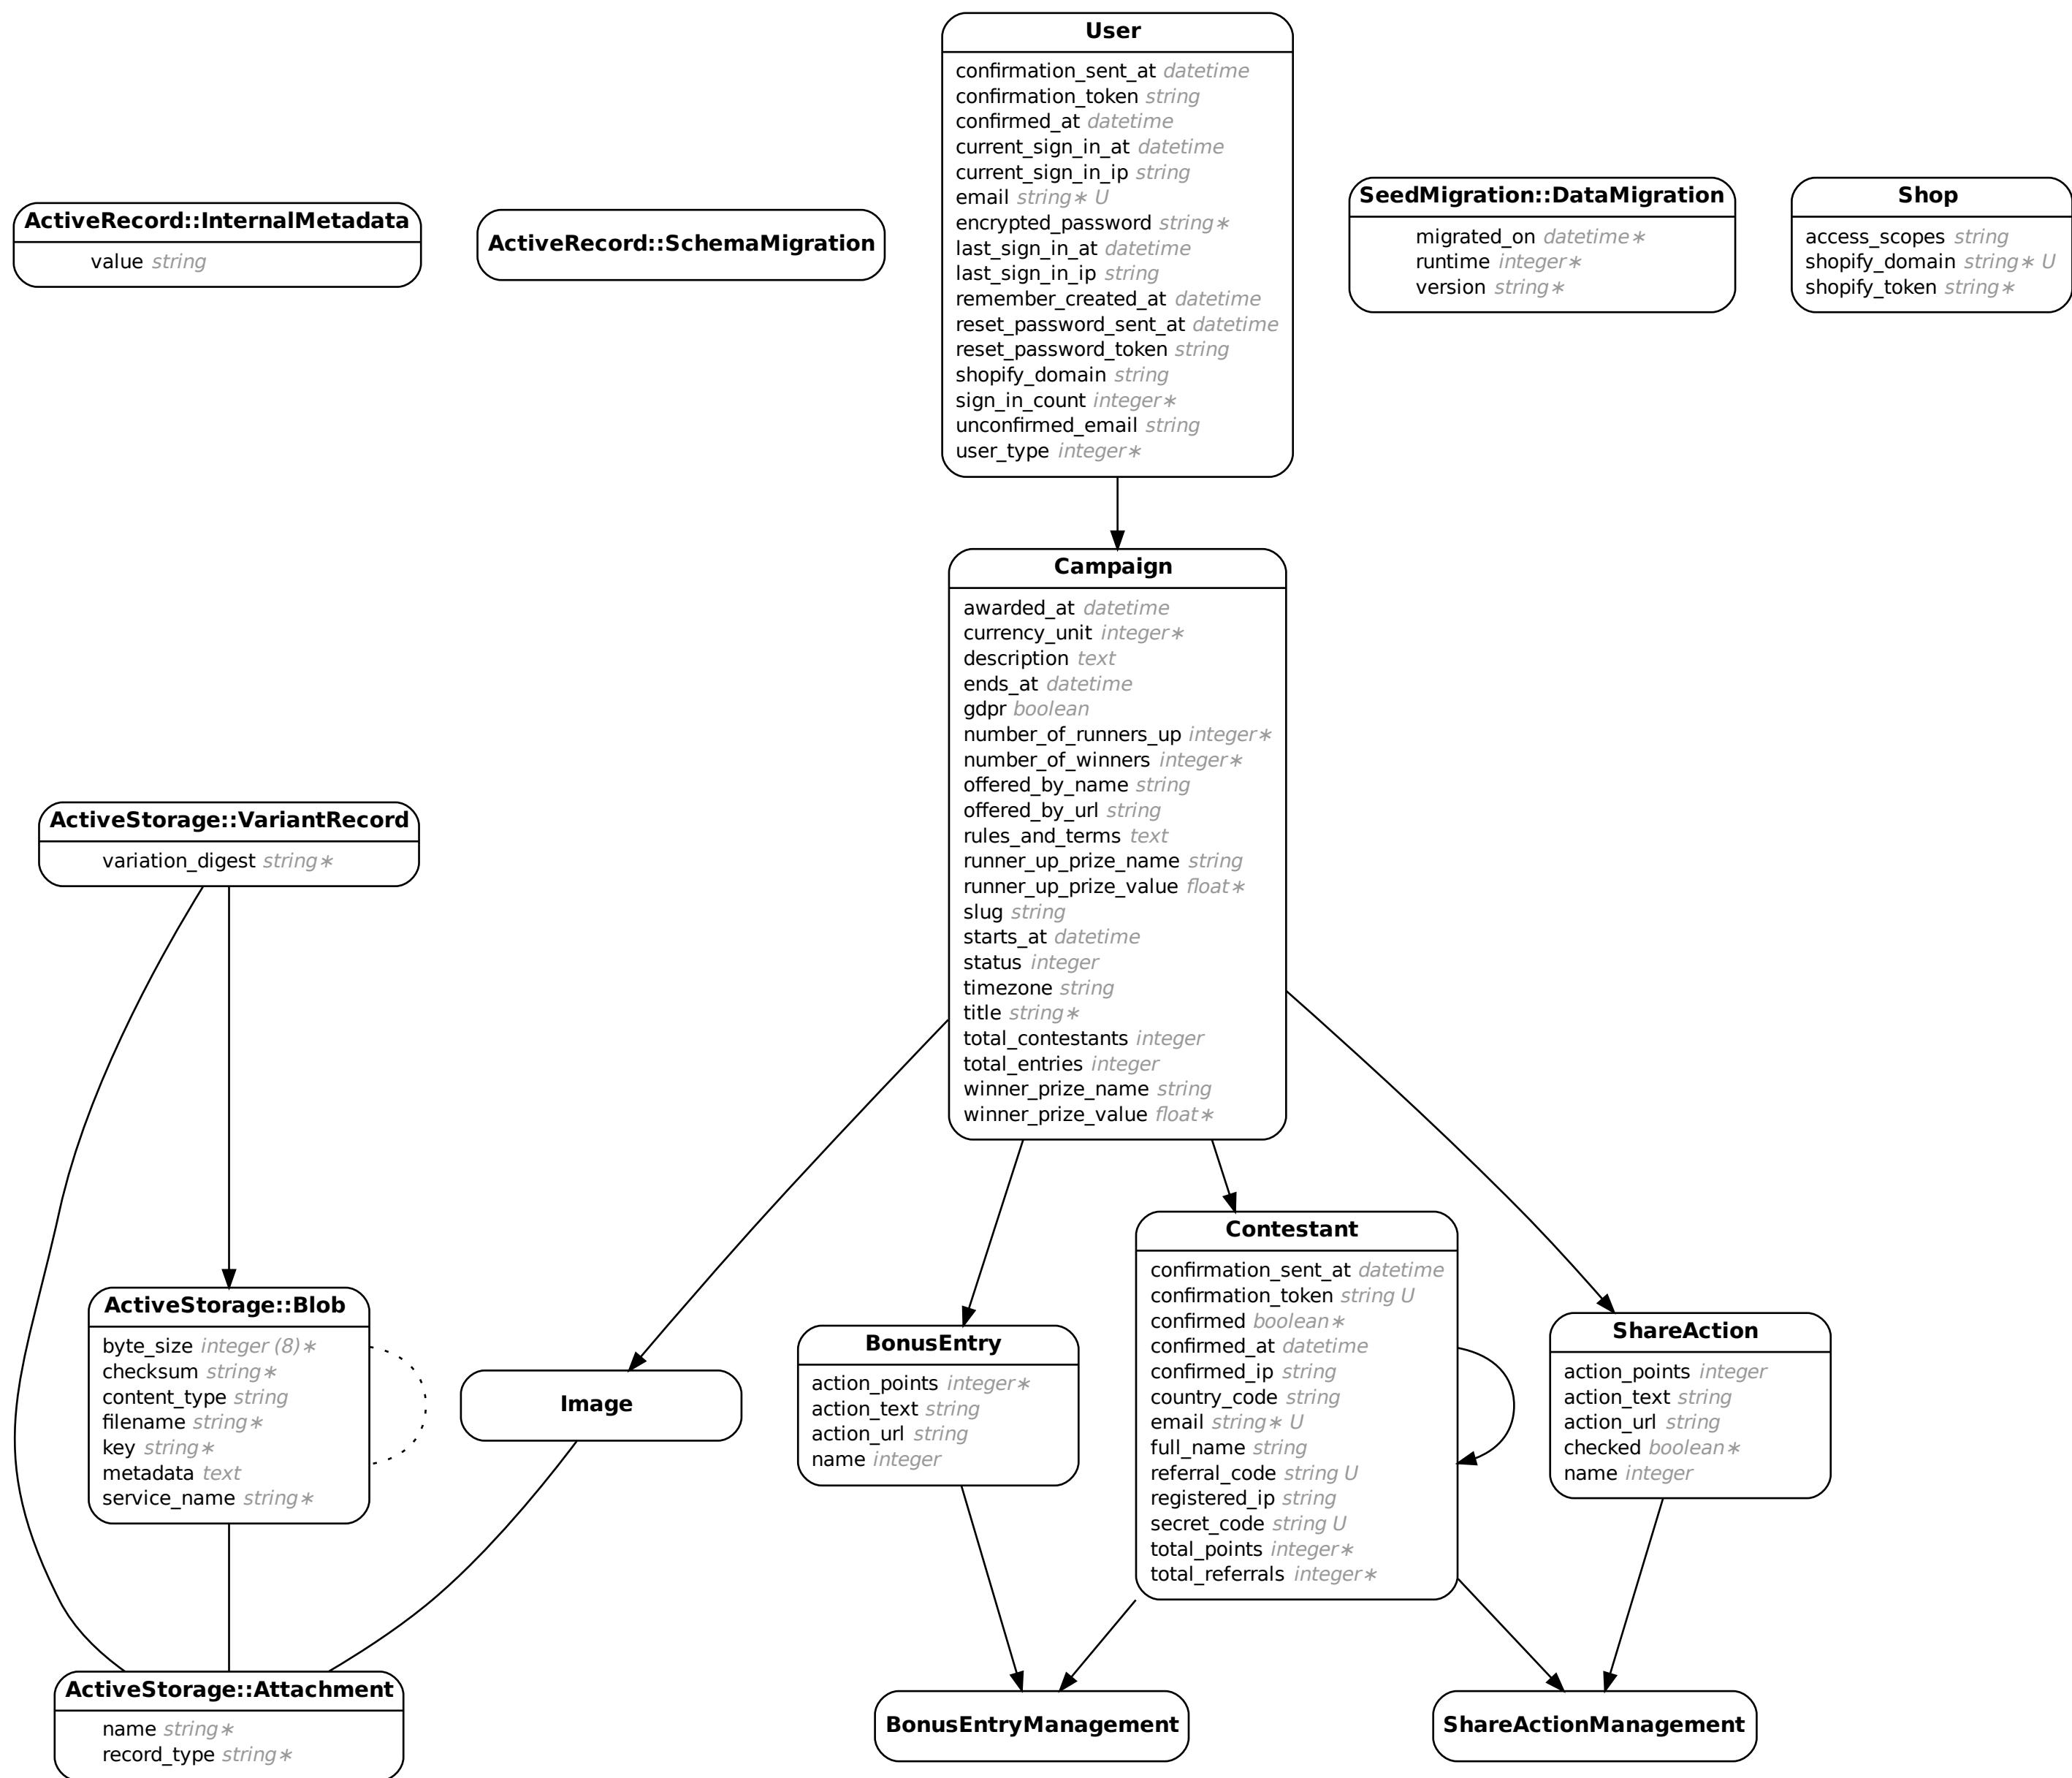 User
confirmation_sent_at datetime
confirmation_token string
confirmed_at datetime
current_sign_in_at datetime
current_sign_in_ip string
email string∗ U
encrypted_password string∗
last_sign_in_at datetime
last_sign_in_ip string
remember_created_at datetime
reset_password_sent_at datetime
reset_password_token string
shopify_domain string
sign_in_count integer∗
unconfirmed_email string
user_type integer∗
ActiveRecord::InternalMetadata
value string
ActiveRecord::SchemaMigration
SeedMigration::DataMigration
migrated_on datetime∗
runtime integer∗
version string∗
Shop
access_scopes string
shopify_domain string∗ U
shopify_token string∗
Campaign
awarded_at datetime
currency_unit integer∗
description text
ends_at datetime
gdpr boolean
number_of_runners_up integer∗
number_of_winners integer∗
offered_by_name string
offered_by_url string
rules_and_terms text
runner_up_prize_name string
runner_up_prize_value float∗
slug string
starts_at datetime
status integer
timezone string
title string∗
total_contestants integer
total_entries integer
winner_prize_name string
winner_prize_value float∗
ActiveStorage::VariantRecord
variation_digest string∗
ActiveStorage::Blob
byte_size integer (8)∗
checksum string∗
content_type string
filename string∗
key string∗
metadata text
service_name string∗
Image
BonusEntry
action_points integer∗
action_text string
action_url string
name integer
Contestant
confirmation_sent_at datetime
confirmation_token string U
confirmed boolean∗
confirmed_at datetime
confirmed_ip string
country_code string
email string∗ U
full_name string
referral_code string U
registered_ip string
secret_code string U
total_points integer∗
total_referrals integer∗
ShareAction
action_points integer
action_text string
action_url string
checked boolean∗
name integer
ActiveStorage::Attachment
name string∗
record_type string∗
BonusEntryManagement
ShareActionManagement